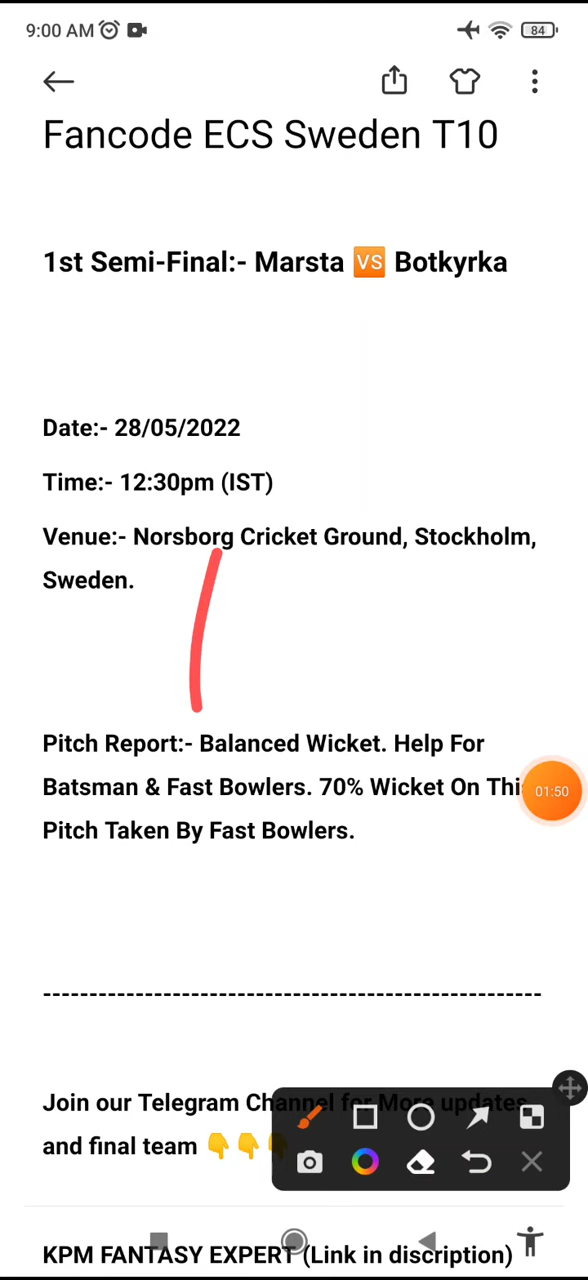 9:00 AM
84
Fancode ECS Sweden T10
1st Semi-Final:- Marsta 🆚 Botkyrka
Date:- 28/05/2022
Time:- 12:30pm (IST)
Venue:- Norsborg Cricket Ground, Stockholm,
Sweden.
Pitch Report:- Balanced Wicket. Help For
Batsman & Fast Bowlers. 70% Wicket On Thi
01:50
Pitch Taken By Fast Bowlers.
-----------------------------------------------------
Join our Telegram Channel for More updates
and final team 👇👇👇
KPM FANTASY EXPERT (Link in discription)